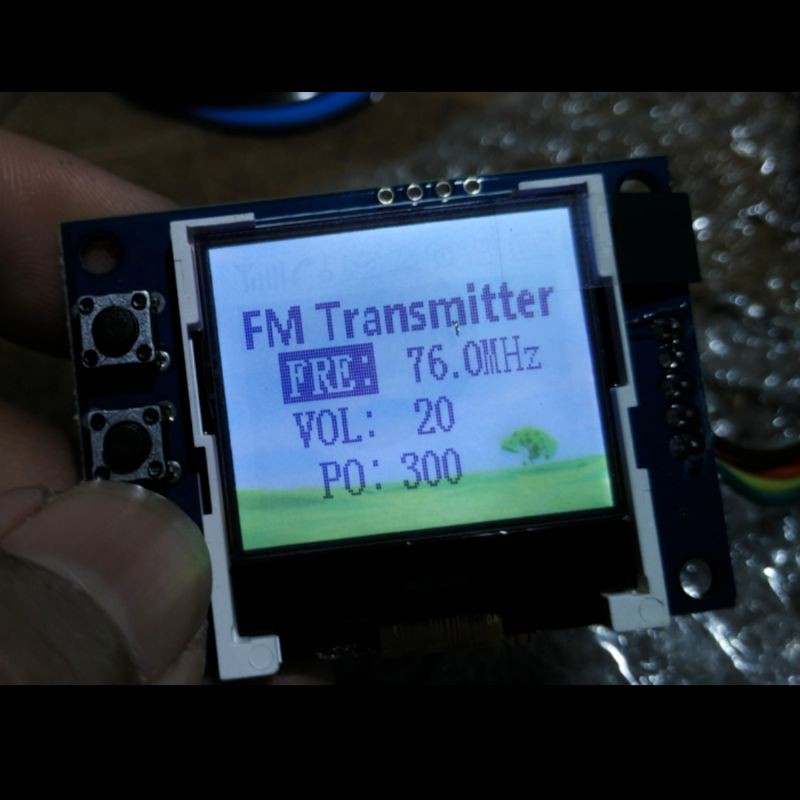 FM Transmitter
FRE: 76.0MHz
VOL: 20
PO: 300